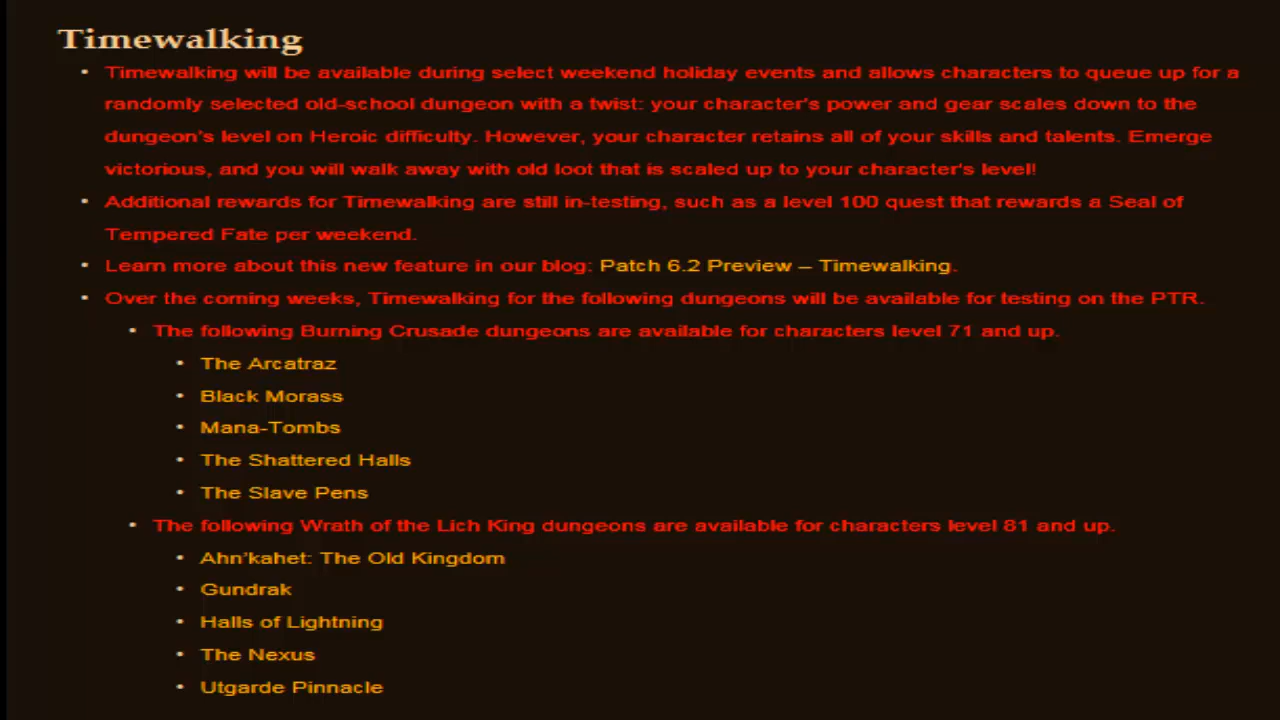 Timewalking
• Timewalking will be available during select weekend holiday events and allows characters to queue up for a
randomly selected old-school dungeon with a twist: your character's power and gear scales down to the
dungeon's level on Heroic difficulty. However, your character retains all of your skills and talents. Emerge
victorious, and you will walk away with old loot that is scaled up to your character's level!
• Additional rewards for Timewalking are still in-testing, such as a level 100 quest that rewards a Seal of
Tempered Fate per weekend.
• Learn more about this new feature in our blog: Patch 6.2 Preview – Timewalking.
• Over the coming weeks, Timewalking for the following dungeons will be available for testing on the PTR.
• The following Burning Crusade dungeons are available for characters level 71 and up.
• The Arcatraz
• Black Morass
• Mana-Tombs
• The Shattered Halls
• The Slave Pens
• The following Wrath of the Lich King dungeons are available for characters level 81 and up.
• Ahn'kahet: The Old Kingdom
• Gundrak
• Halls of Lightning
• The Nexus
• Utgarde Pinnacle